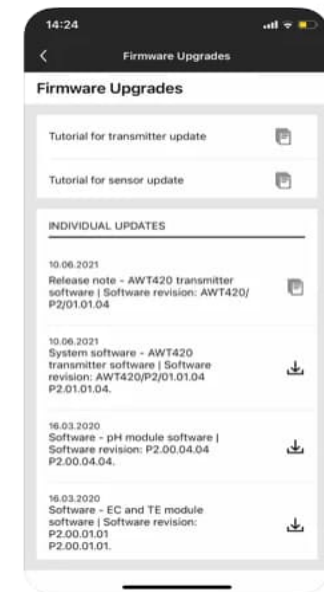 14:24
Firmware Upgrades
Firmware Upgrades
Tutorial for transmitter update
Tutorial for sensor update
INDIVIDUAL UPDATES
10.06.2021
Release note - AWT420 transmitter
software | Software revision: AWT420/
P2/01.01.04
10.06.2021
System software - AWT420
transmitter software | Software
revision: AWT420/P2/01.01.04
P2.01.01.04.
16.03.2020
Software - pH module software |
Software revision: P2.00.04.04
P2.00.04.04.
16.03.2020
Software - EC and TE module
software | Software revision:
P2.00.01.01
P2.00.01.01.